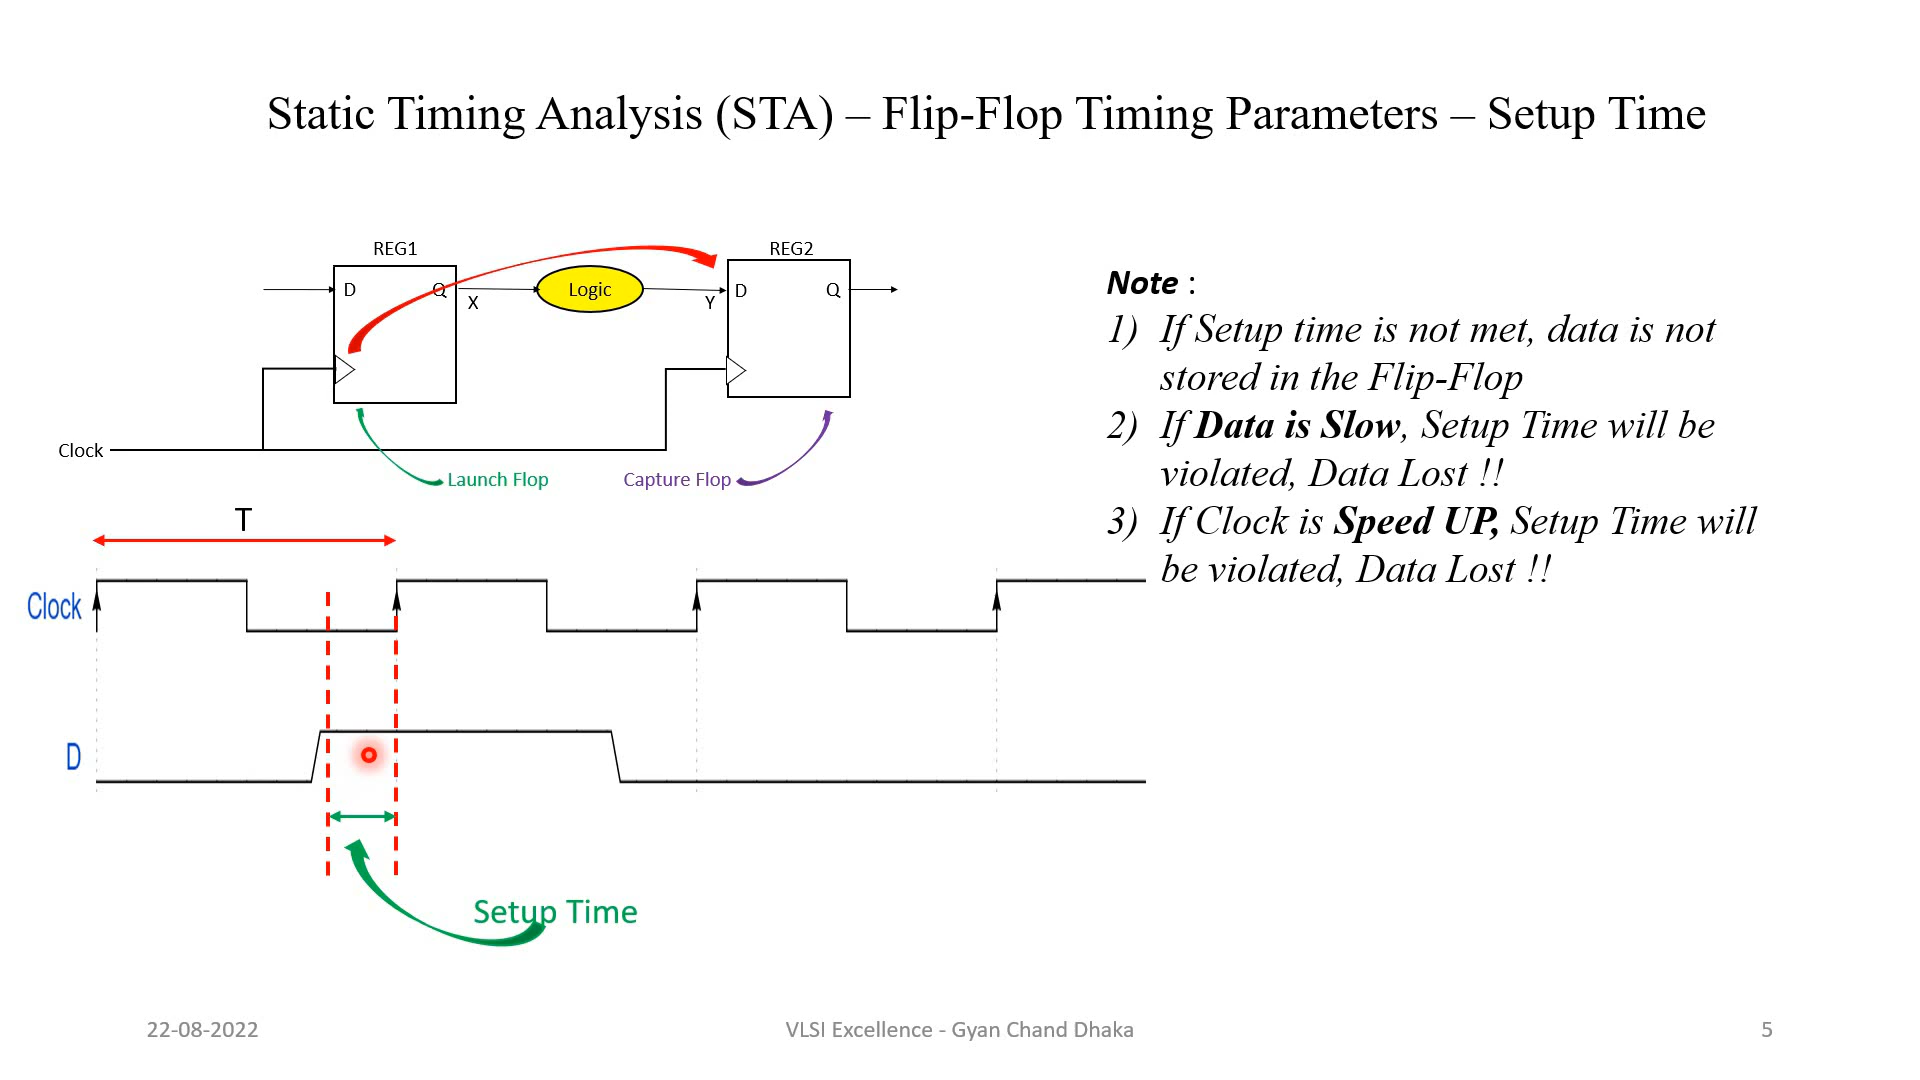 Static Timing Analysis (STA) – Flip-Flop Timing Parameters – Setup Time
REG1
REG2
D
Q
X
Logic
Y
D
Q
Clock
Launch Flop
Capture Flop
Note :
1) If Setup time is not met, data is not
stored in the Flip-Flop
2) If Data is Slow, Setup Time will be
violated, Data Lost !!
3) If Clock is Speed UP, Setup Time will
be violated, Data Lost !!
T
Clock
D
Setup Time
22-08-2022
VLSI Excellence - Gyan Chand Dhaka
5